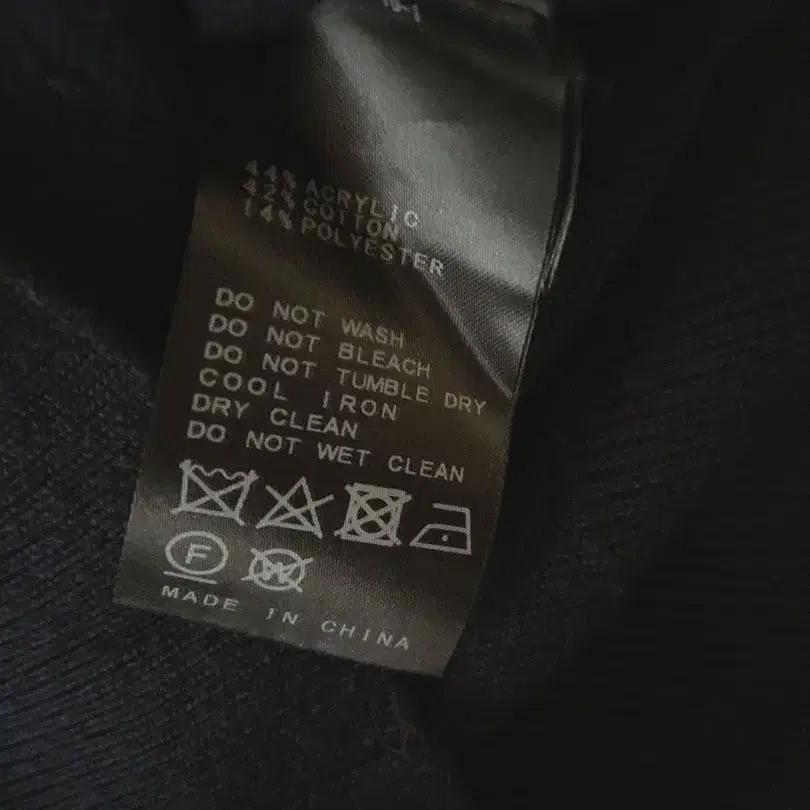 44% ACRYLIC
42% COTTON
14% POLYESTER
DO NOT WASH
DO NOT BLEACH
DO NOT TUMBLE DRY
COOL IRON
DRY CLEAN
DO NOT WET CLEAN
F W
MADE IN CHINA